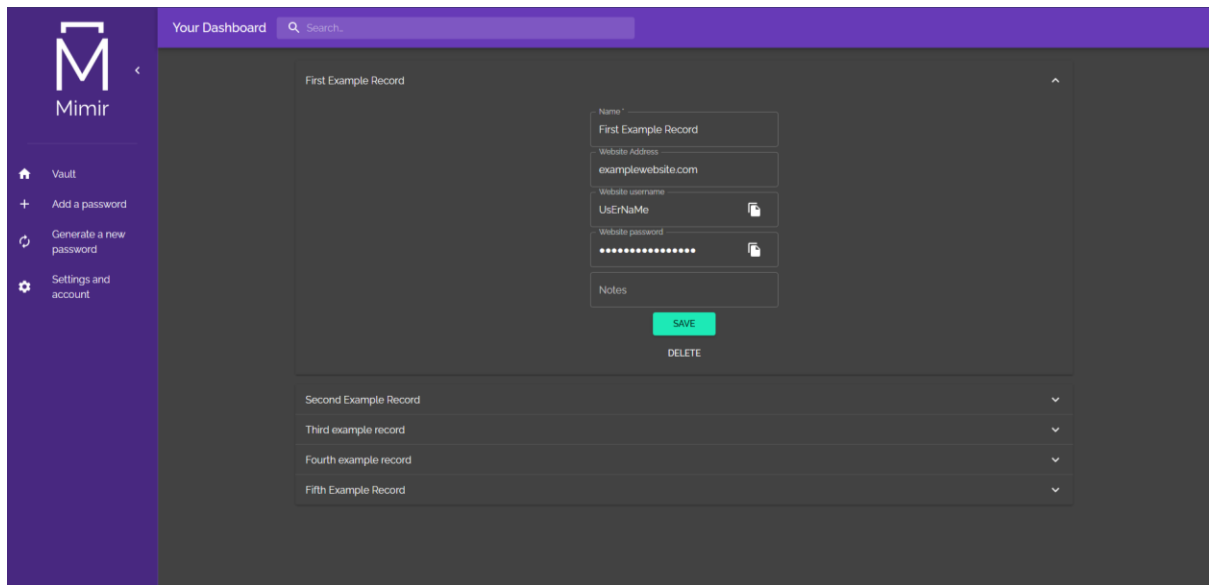 M
Mimir
Vault
Add a password
Generate a new
password
Settings and
account
Your Dashboard
Search...
First Example Record
Name *
First Example Record
Website Address
examplewebsite.com
Website username
UsErNaMe
Website password
••••••••••••••••
Notes
SAVE
DELETE
Second Example Record
Third example record
Fourth example record
Fifth Example Record